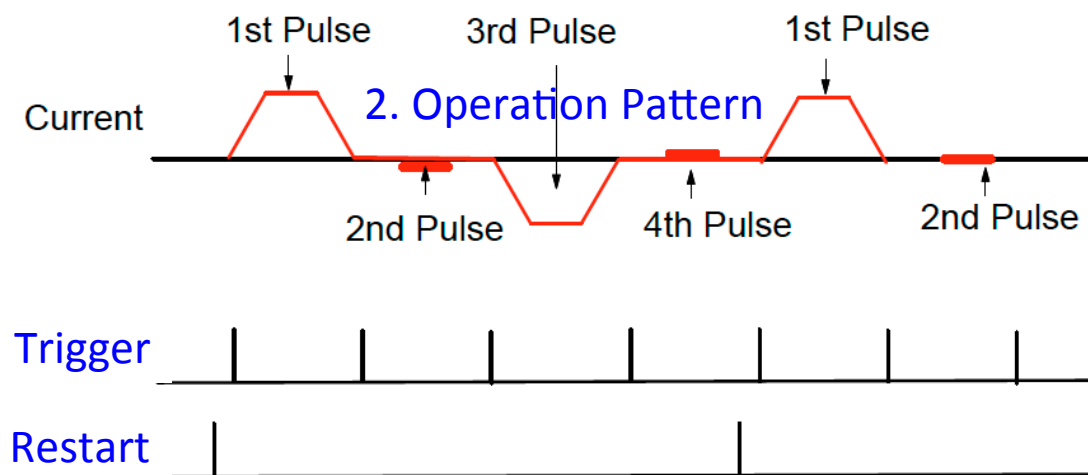 1st Pulse
3rd Pulse
1st Pulse
2. Operation Pattern
Current
2nd Pulse
4th Pulse
2nd Pulse
Trigger
Restart